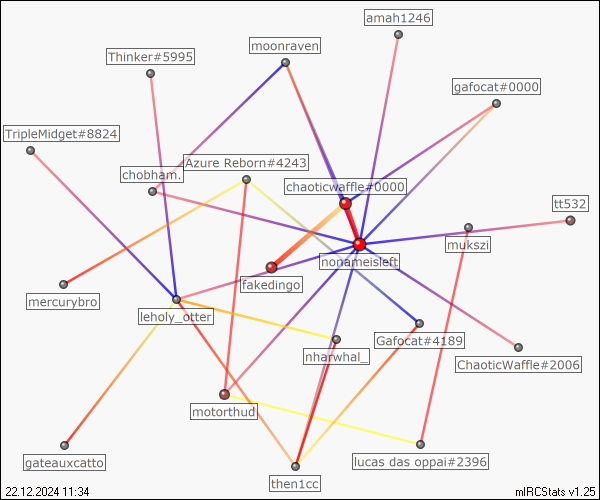 amah1246
moonraven
Thinker#5995
gafocat#0000
TripleMidget#8824
Azure Reborn#4243
chobham.
chaoticwaffle#0000
tt532
mukszi
nonameisleft
fakedingo
mercurybro
leholy_otter
Gafocat#4189
nharwhal_
ChaoticWaffle#2006
motorthud
gateauxcatto
lucas das oppai#2396
then1cc
22.12.2024 11:34
mIRCStats v1.25